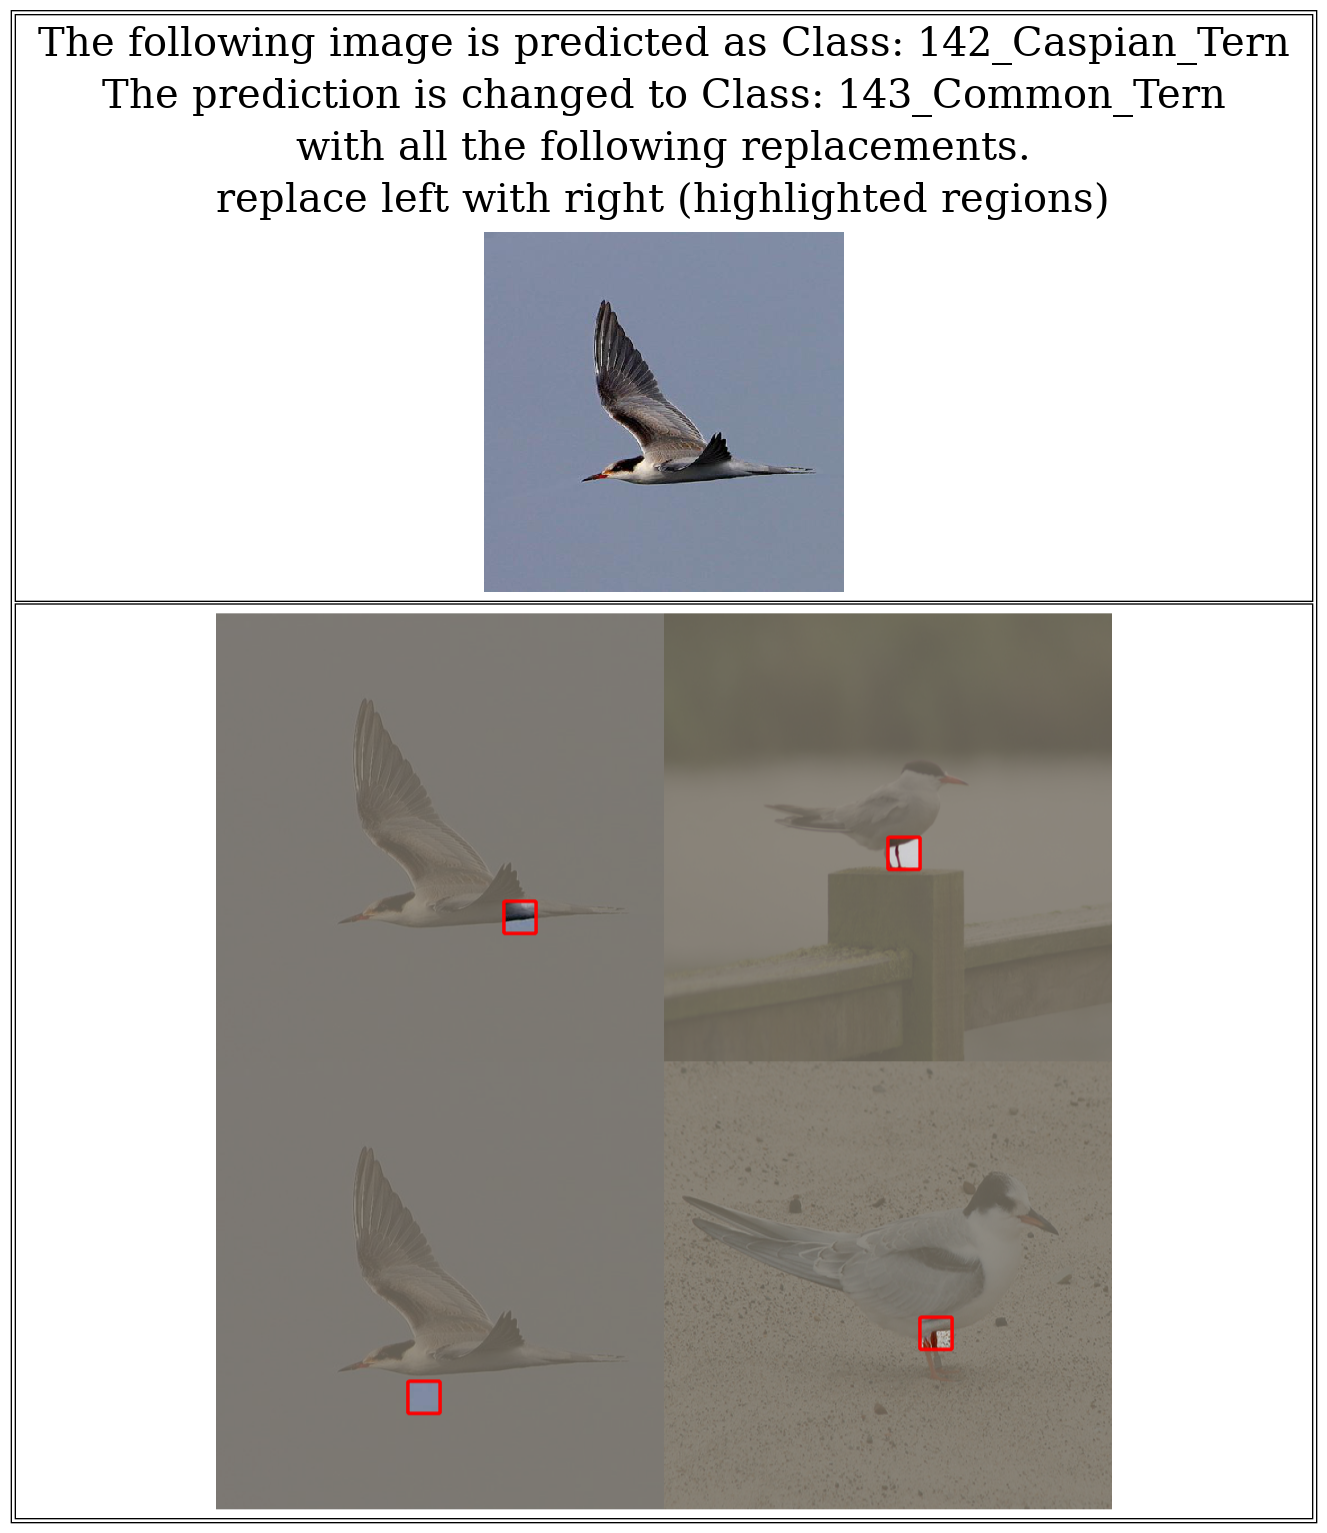 The following image is predicted as Class: 142_Caspian_Tern
The prediction is changed to Class: 143_Common_Tern
with all the following replacements.
replace left with right (highlighted regions)